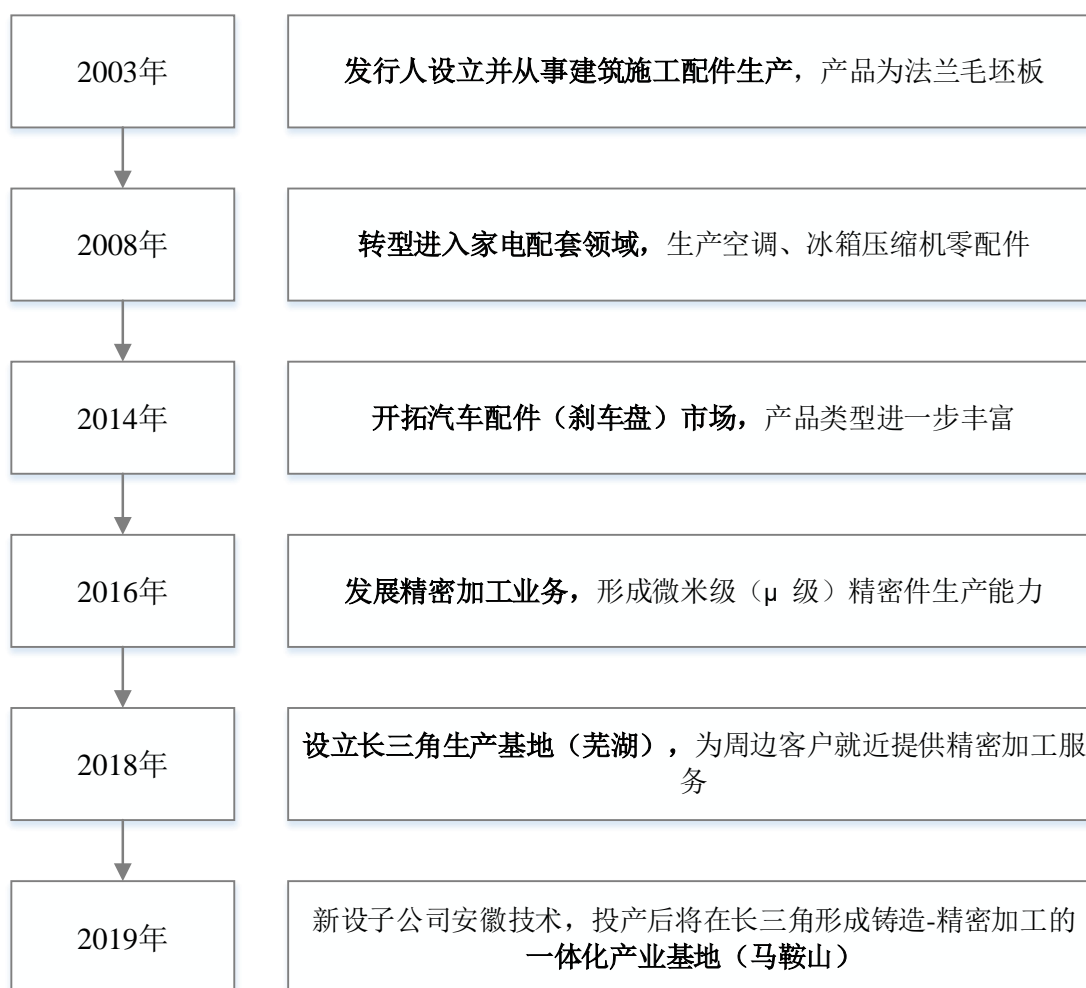 2003年
发行人设立并从事建筑施工配件生产，产品为法兰毛坯板
2008年
转型进入家电配套领域，生产空调、冰箱压缩机零配件
2014年
开拓汽车配件（刹车盘）市场，产品类型进一步丰富
2016年
发展精密加工业务，形成微米级（μ 级）精密件生产能力
2018年
设立长三角生产基地（芜湖），为周边客户就近提供精密加工服
务
2019年
新设子公司安徽技术，投产后将在长三角形成铸造-精密加工的
一体化产业基地（马鞍山）